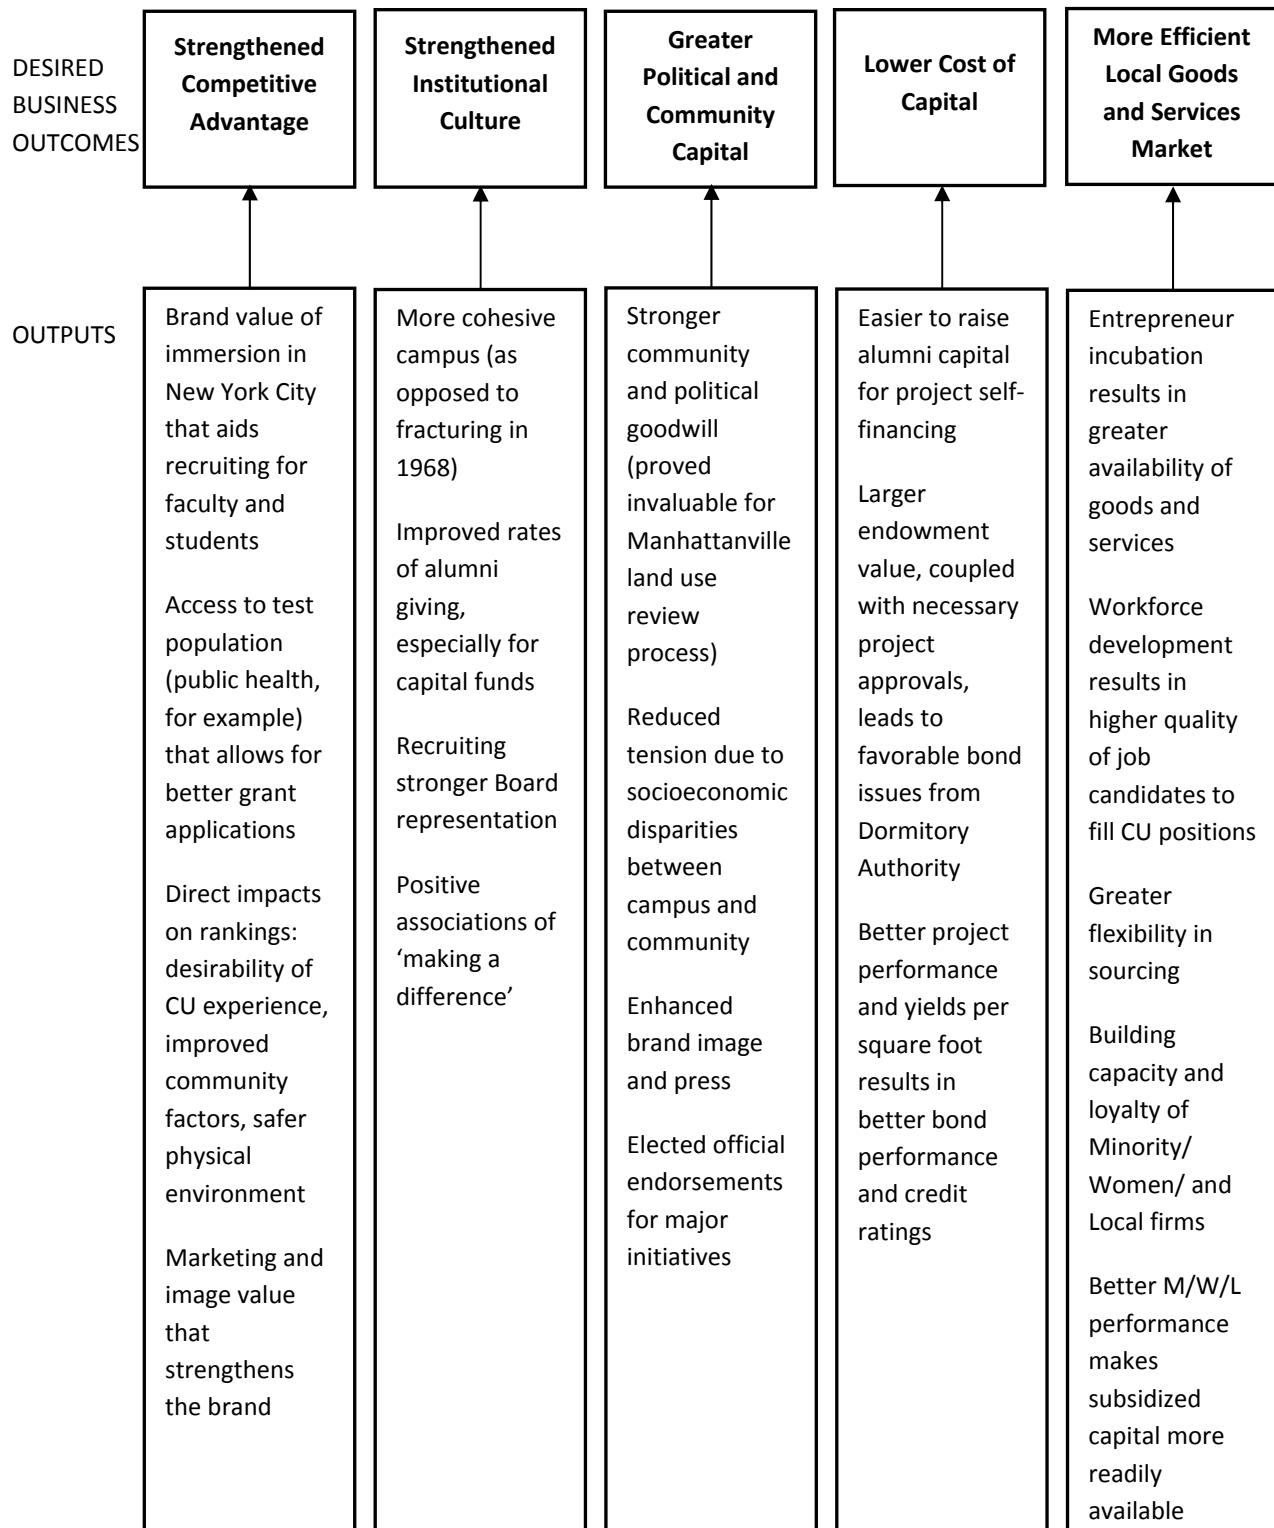 DESIRED
BUSINESS
OUTCOMES
Strengthened
Competitive
Advantage
Strengthened
Institutional
Culture
Greater
Political and
Community
Capital
Lower Cost of
Capital
More Efficient
Local Goods
and Services
Market
OUTPUTS
Brand value of
immersion in
New York City
that aids
recruiting for
faculty and
students
Access to test
population
(public health,
for example)
that allows for
better grant
applications
Direct impacts
on rankings:
desirability of
CU experience,
improved
community
factors, safer
physical
environment
Marketing and
image value
that
strengthens
the brand
More cohesive
campus (as
opposed to
fracturing in
1968)
Improved rates
of alumni
giving,
especially for
capital funds
Recruiting
stronger Board
representation
Positive
associations of
‘making a
difference’
Stronger
community
and political
goodwill
(proved
invaluable for
Manhattanville
land use
review
process)
Reduced
tension due to
socioeconomic
disparities
between
campus and
community
Enhanced
brand image
and press
Elected official
endorsements
for major
initiatives
Easier to raise
alumni capital
for project self-
financing
Larger
endowment
value, coupled
with necessary
project
approvals,
leads to
favorable bond
issues from
Dormitory
Authority
Better project
performance
and yields per
square foot
results in
better bond
performance
and credit
ratings
Entrepreneur
incubation
results in
greater
availability of
goods and
services
Workforce
development
results in
higher quality
of job
candidates to
fill CU positions
Greater
flexibility in
sourcing
Building
capacity and
loyalty of
Minority/
Women/ and
Local firms
Better M/W/L
performance
makes
subsidized
capital more
readily
available